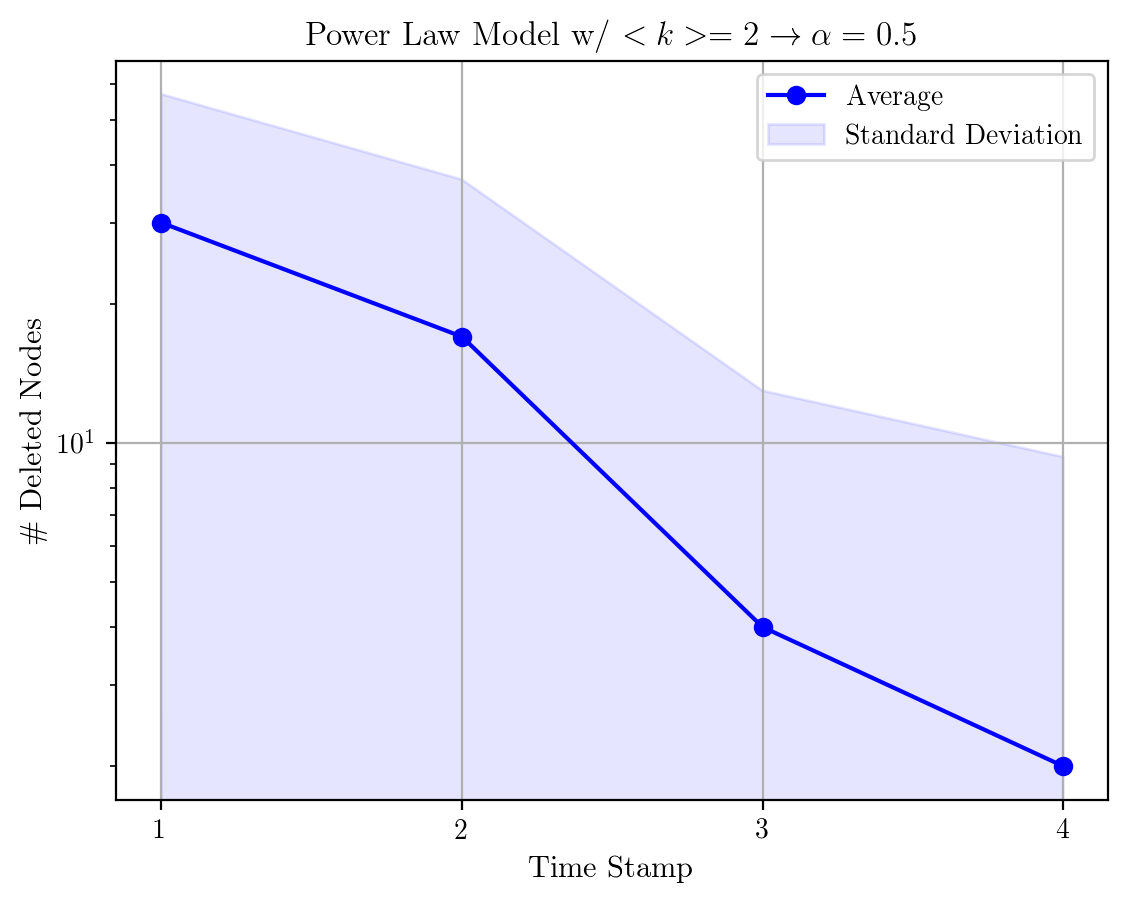 Power Law Model w/ < k >= 2 → α = 0.5
Average
Standard Deviation
# Deleted Nodes
10¹
1 2 3 4
Time Stamp